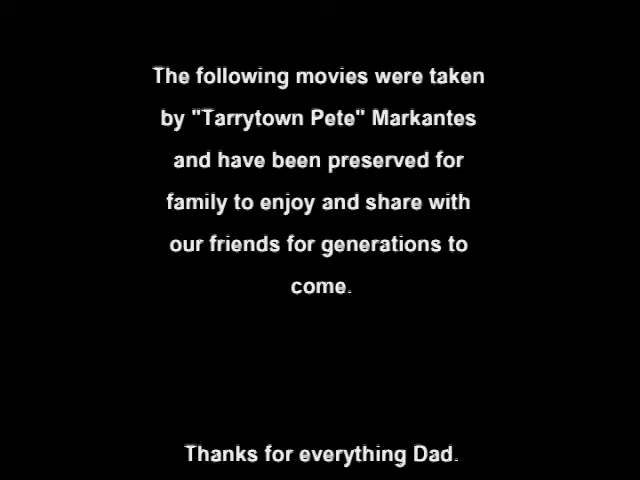 The following movies were taken
by "Tarrytown Pete" Markantes
and have been preserved for
family to enjoy and share with
our friends for generations to
come.
Thanks for everything Dad.